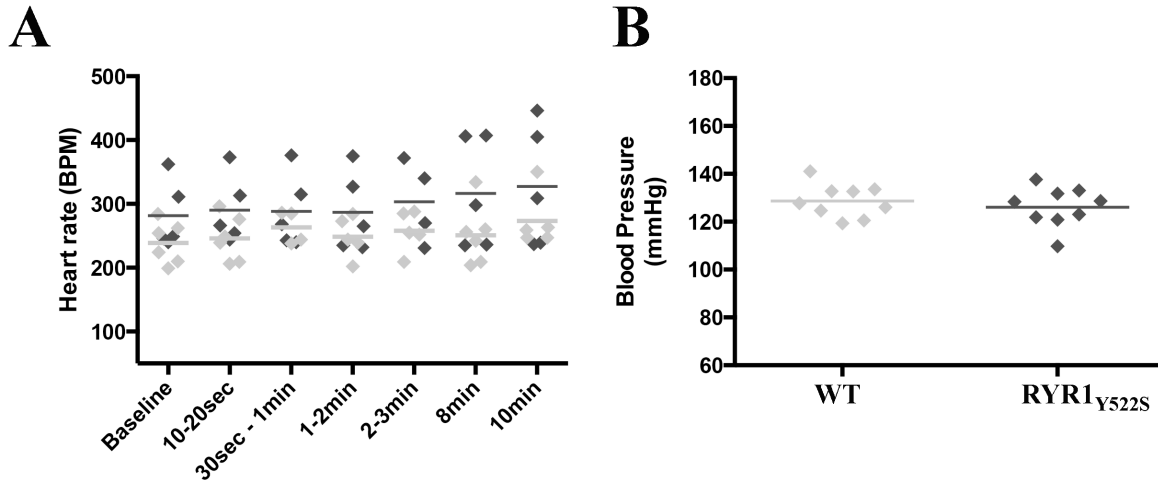 A
Heart rate (BPM)
500
400
300
200
100
Baseline
10-20sec
30sec - 1min
1-2min
2-3min
8min
10min
B
Blood Pressure
(mmHg)
180
160
140
120
100
80
60
WT
RYR1Y522S